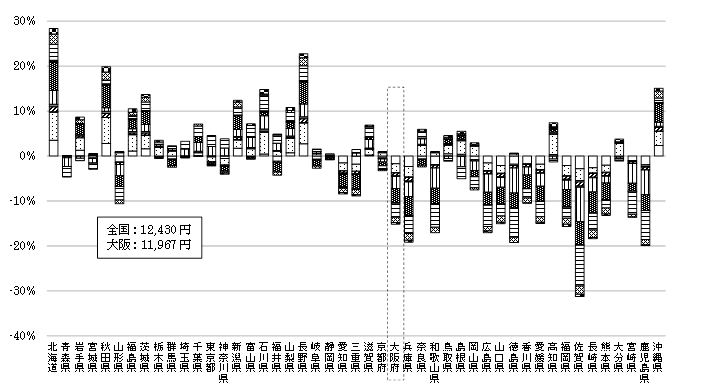 30%
20%
10%
0%
-10%
-20%
-30%
-40%
全国：12,430円
大阪：11,967円
北海道
青森県
岩手県
宮城県
秋田県
山形県
福島県
茨城県
栃木県
群馬県
埼玉県
千葉県
東京都
神奈川県
新潟県
富山県
石川県
福井県
山梨県
長野県
岐阜県
静岡県
愛知県
三重県
滋賀県
京都府
大阪府
兵庫県
奈良県
和歌山県
鳥取県
島根県
岡山県
広島県
山口県
徳島県
香川県
愛媛県
高知県
福岡県
佐賀県
長崎県
熊本県
大分県
宮崎県
鹿児島県
沖縄県